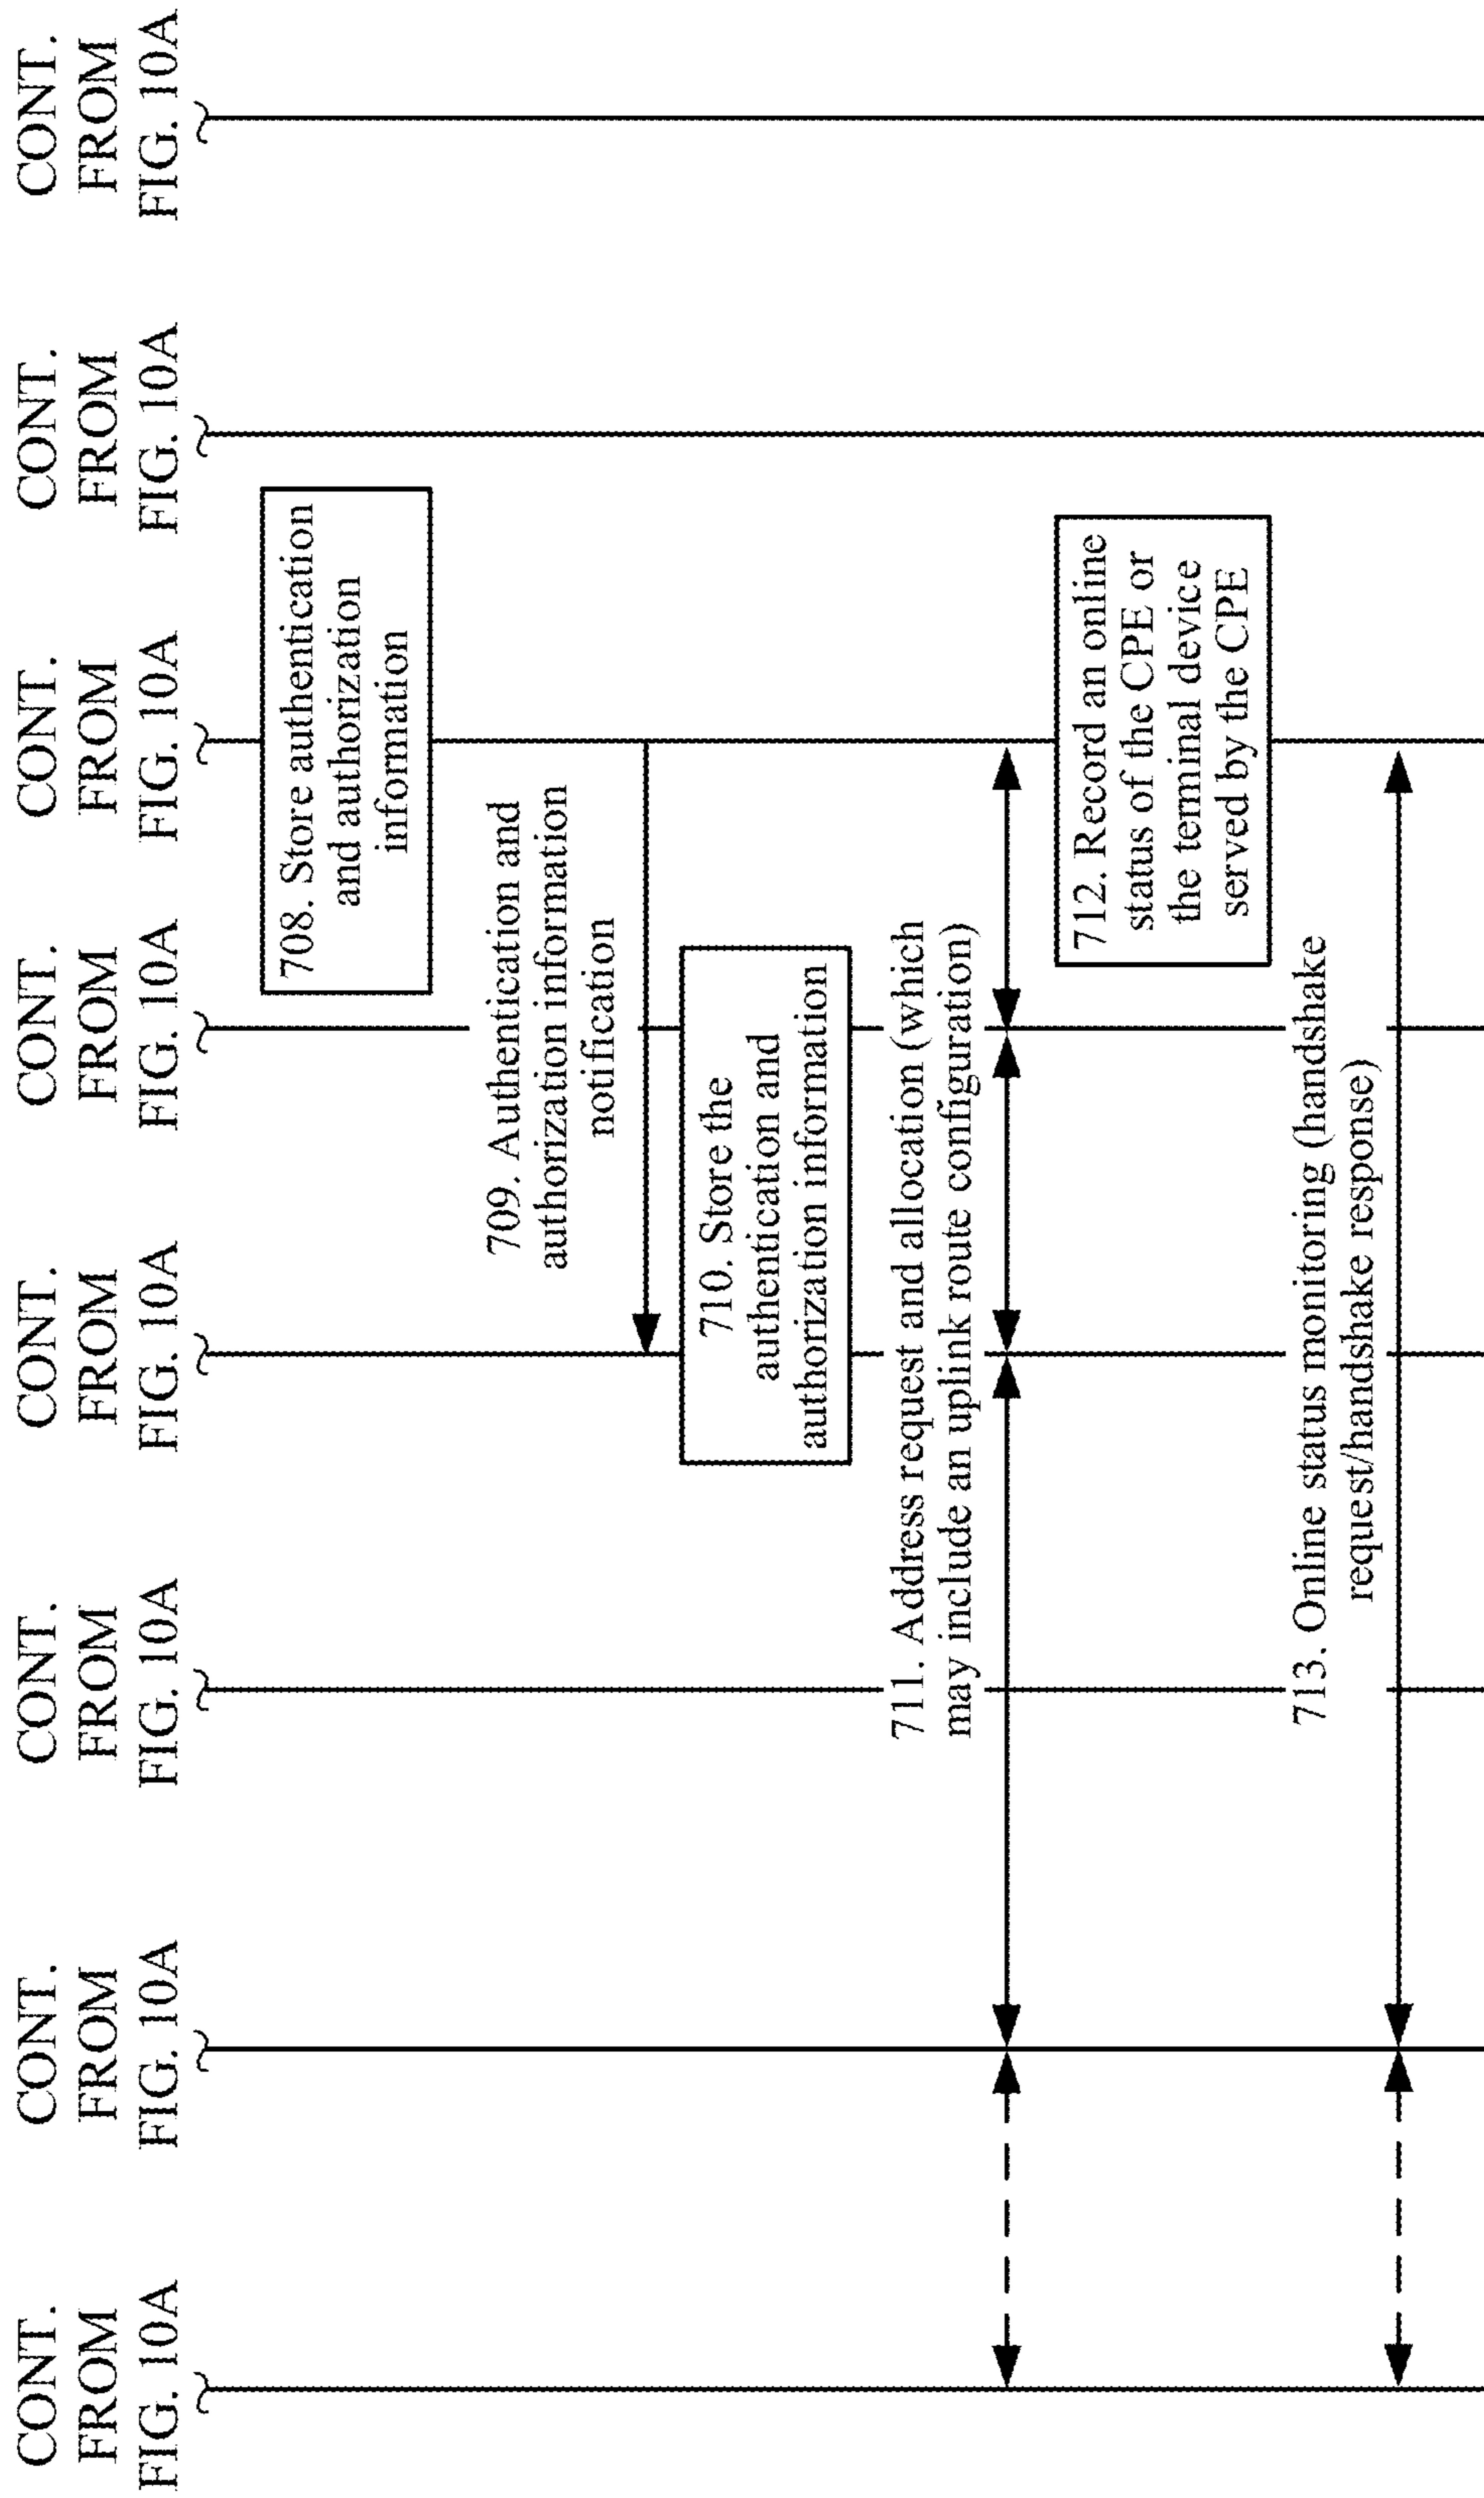 CONT.
FROM
FIG. 10A
CONT.
FROM
FIG. 10A
CONT.
FROM
FIG. 10A
CONT.
FROM
FIG. 10A
CONT.
FROM
FIG. 10A
CONT.
FROM
FIG. 10A
CONT.
FROM
FIG. 10A
CONT.
FROM
FIG. 10A
708. Store authentication
and authorization
information
709. Authentication and
authorization information
notification
710. Store the
authentication and
authorization information
711. Address request and allocation (which
may include an uplink route configuration)
712. Record an online
status of the CPE or
the terminal device
served by the CPE
713. Online status monitoring (handshake
request/handshake response)